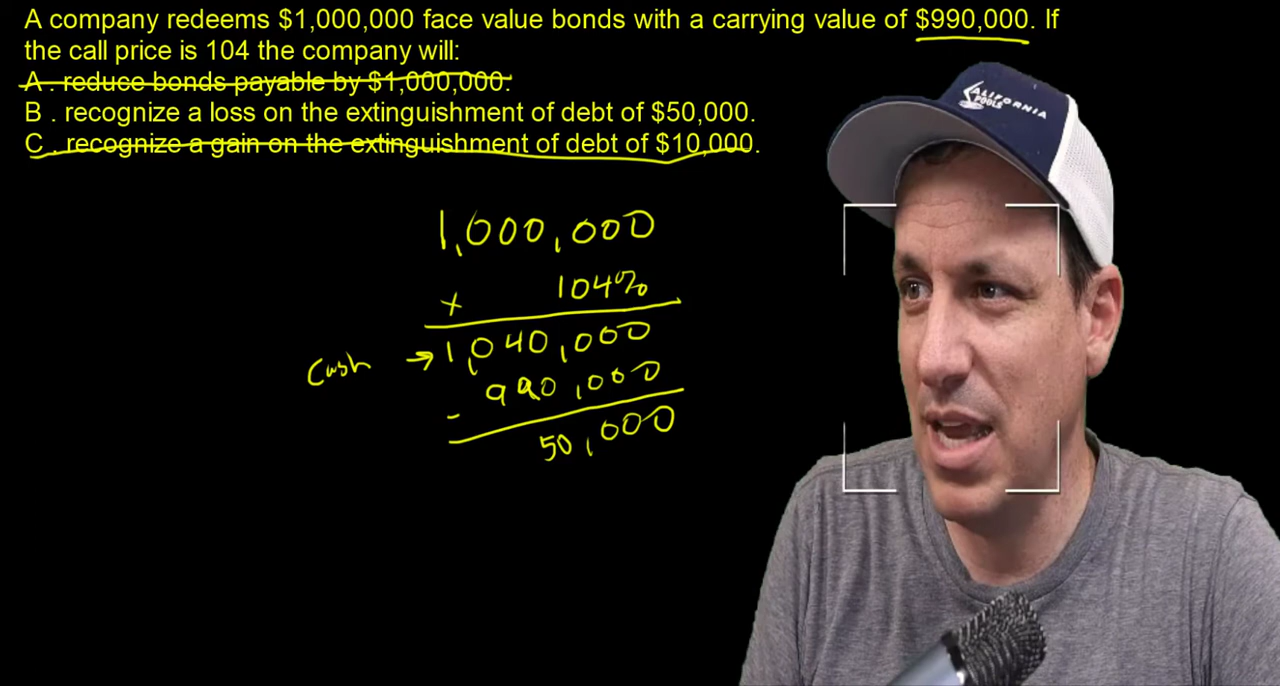 A company redeems $1,000,000 face value bonds with a carrying value of $990,000. If
the call price is 104 the company will:
A . reduce bonds payable by $1,000,000.
B . recognize a loss on the extinguishment of debt of $50,000.
C . recognize a gain on the extinguishment of debt of $10,000.
CALIFORNIA
POOLS
1,000,000
x 104%
Cash → 1,040,000
- 990,000
50,000